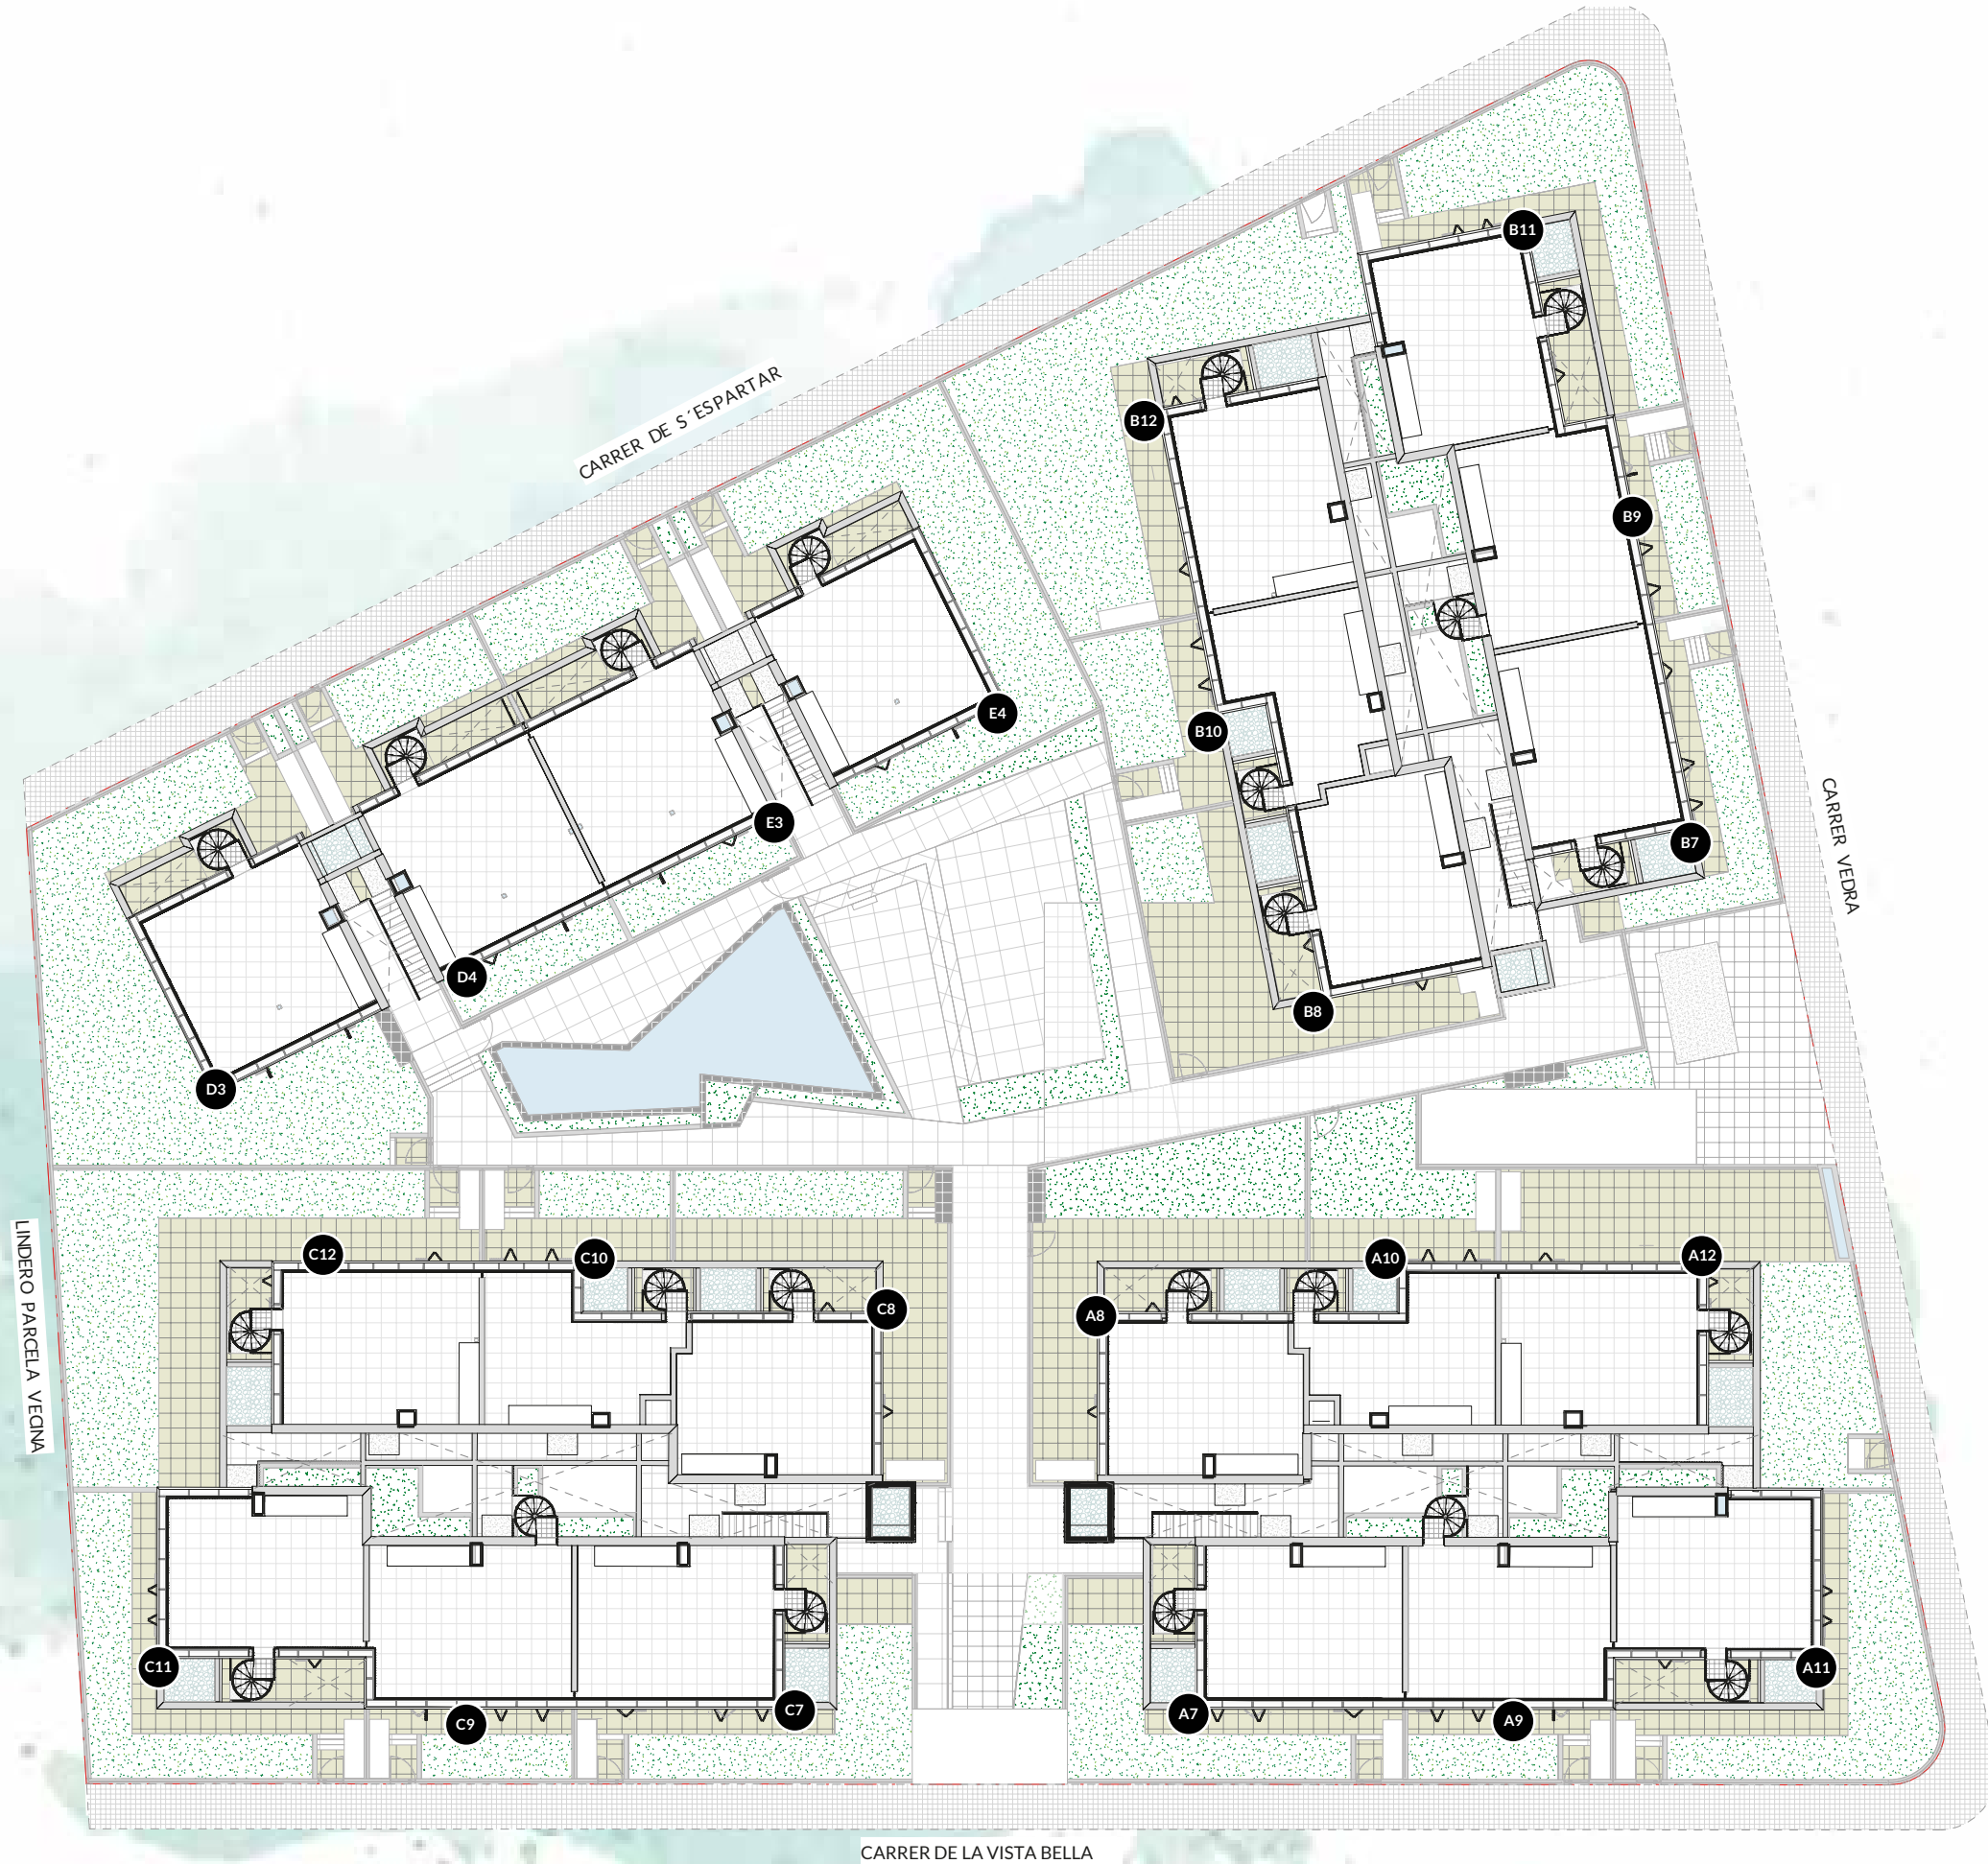 B11
CARRER DE S'ESPARTAR
B12
B9
E4
B10
E3
B7
CARRER VEDRA
D4
B8
D3
LINDERO PARCELA VECINA
C12
C10
A10
A12
C8
A8
C11
A11
C9
C7
A7
A9
CARRER DE LA VISTA BELLA